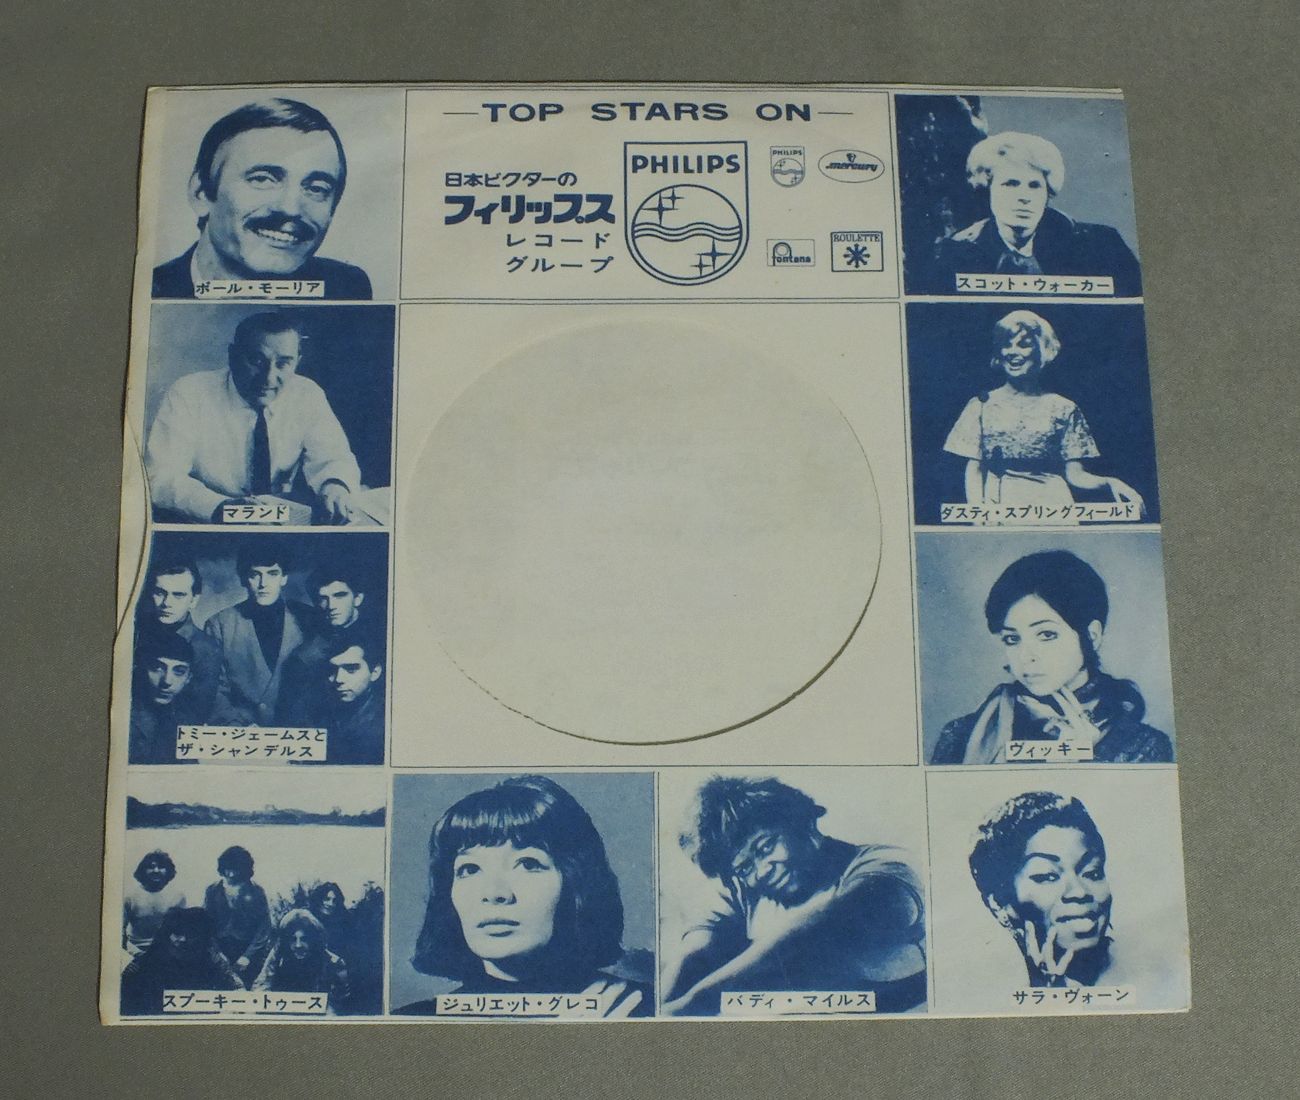 TOP STARS ON
日本ビクターの
フィリップス
レコード
グループ
PHILIPS
PHILIPS
mercury
fontana
ROULETTE
ポール・モーリア
スコット・ウォーカー
マランド
ダスティ・スプリングフィールド
トミー・ジェームスと
ザ・シャンデルス
ヴィッキー
スプーキー・トゥース
ジュリエット・グレコ
バディ・マイルス
サラ・ヴォーン